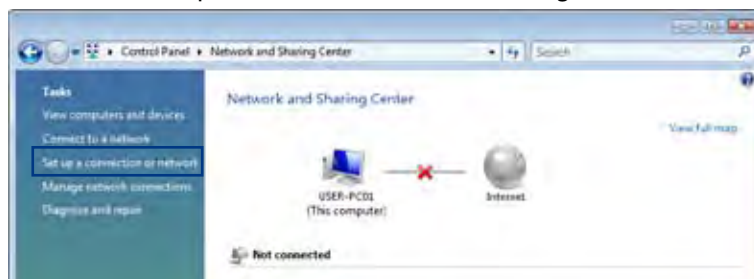 Control Panel ▸ Network and Sharing Center
Search
Tasks
View computers and devices
Connect to a network
Set up a connection or network
Manage network connections
Diagnose and repair
Network and Sharing Center
View full map
USER-PC01
(This computer)
Internet
Not connected